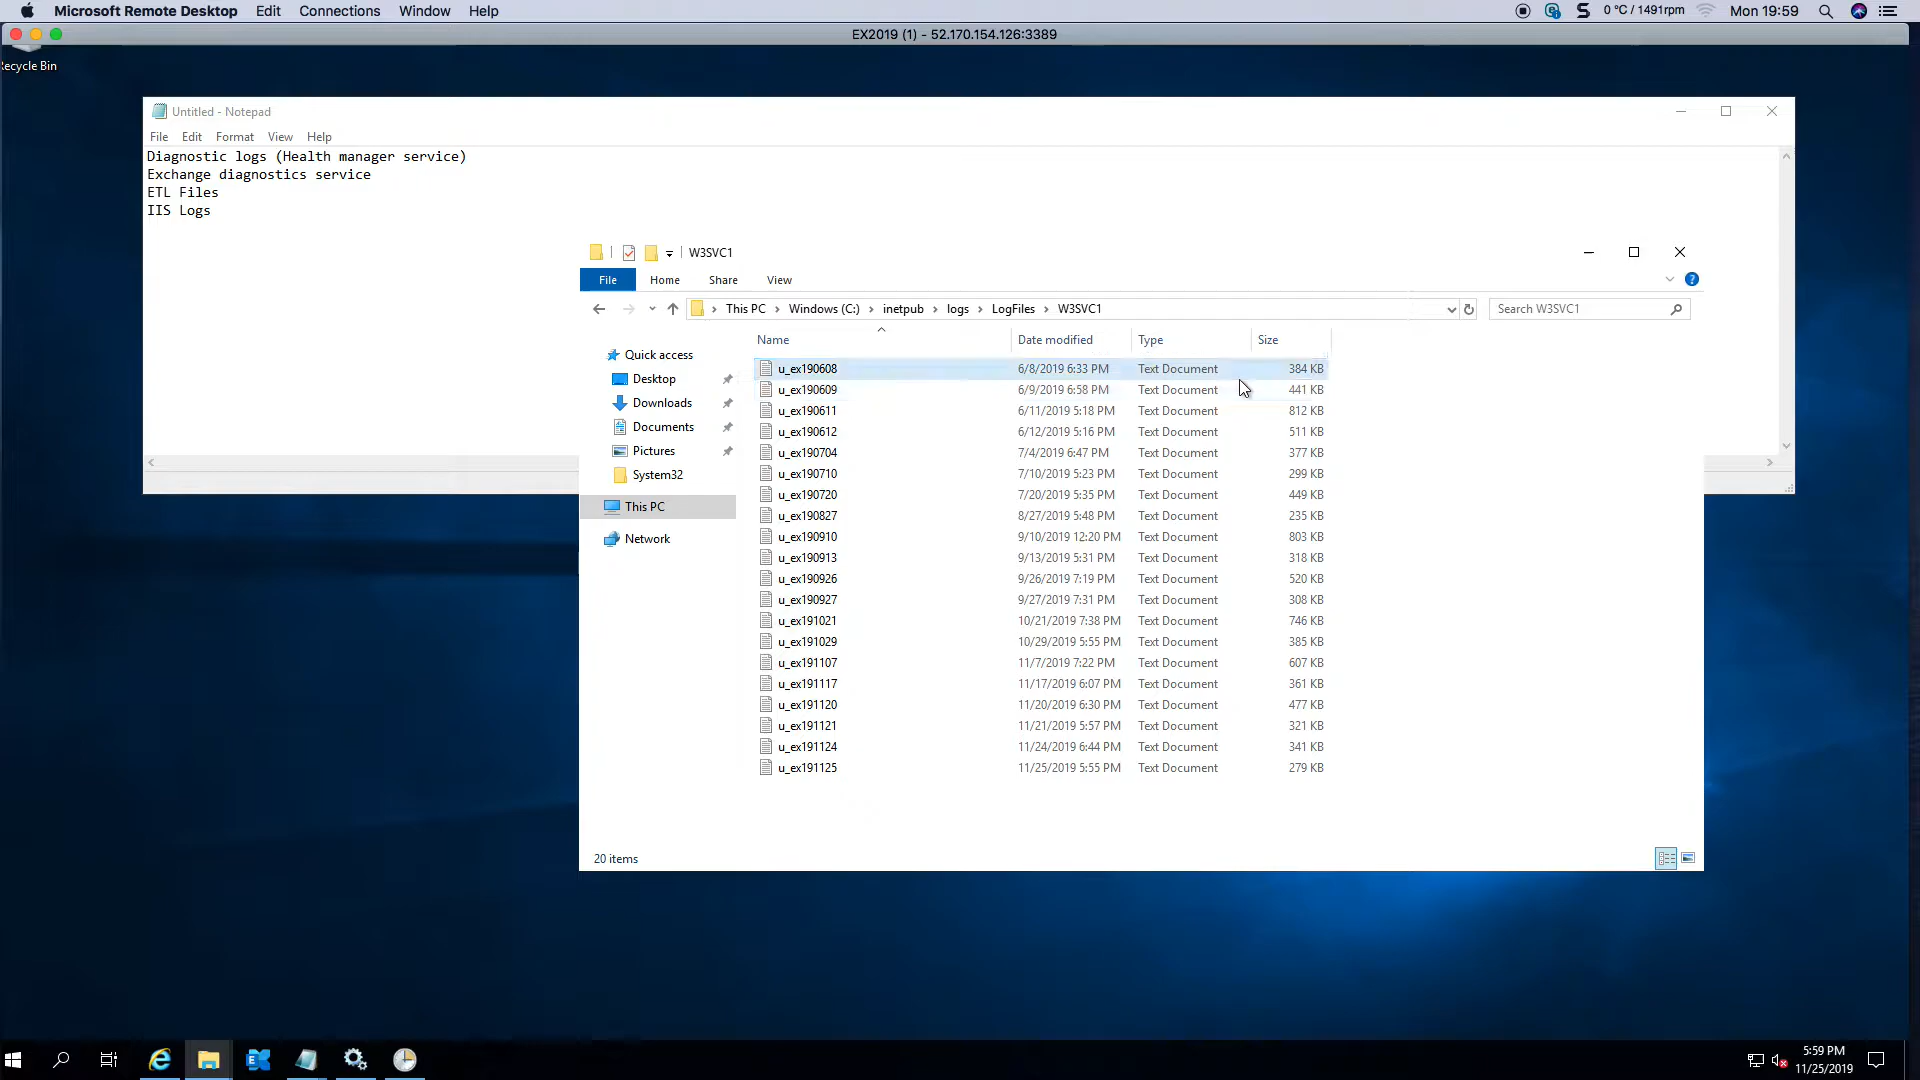 Microsoft Remote Desktop Edit Connections Window Help
0 °C / 1491rpm Mon 19:59
EX2019 (1) - 52.170.154.126:3389
ecycle Bin
Untitled - Notepad
File Edit Format View Help
Diagnostic logs (Health manager service)
Exchange diagnostics service
ETL Files
IIS Logs
W3SVC1
File Home Share View
This PC Windows (C:) inetpub logs LogFiles W3SVC1
Search W3SVC1
Quick access
Desktop
Downloads
Documents
Pictures
System32
This PC
Network
Name Date modified Type Size
u_ex190608 6/8/2019 6:33 PM Text Document 384 KB
u_ex190609 6/9/2019 6:58 PM Text Document 441 KB
u_ex190611 6/11/2019 5:18 PM Text Document 812 KB
u_ex190612 6/12/2019 5:16 PM Text Document 511 KB
u_ex190704 7/4/2019 6:47 PM Text Document 377 KB
u_ex190710 7/10/2019 5:23 PM Text Document 299 KB
u_ex190720 7/20/2019 5:35 PM Text Document 449 KB
u_ex190827 8/27/2019 5:48 PM Text Document 235 KB
u_ex190910 9/10/2019 12:20 PM Text Document 803 KB
u_ex190913 9/13/2019 5:31 PM Text Document 318 KB
u_ex190926 9/26/2019 7:19 PM Text Document 520 KB
u_ex190927 9/27/2019 7:31 PM Text Document 308 KB
u_ex191021 10/21/2019 7:38 PM Text Document 746 KB
u_ex191029 10/29/2019 5:55 PM Text Document 385 KB
u_ex191107 11/7/2019 7:22 PM Text Document 607 KB
u_ex191117 11/17/2019 6:07 PM Text Document 361 KB
u_ex191120 11/20/2019 6:30 PM Text Document 477 KB
u_ex191121 11/21/2019 5:57 PM Text Document 321 KB
u_ex191124 11/24/2019 6:44 PM Text Document 341 KB
u_ex191125 11/25/2019 5:55 PM Text Document 279 KB
20 items
5:59 PM
11/25/2019